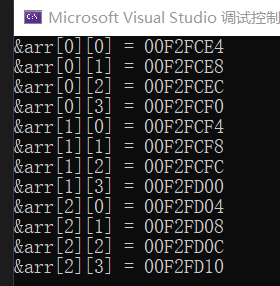 Microsoft Visual Studio 调试控制
&arr[0][0] = 00F2FCE4
&arr[0][1] = 00F2FCE8
&arr[0][2] = 00F2FCEC
&arr[0][3] = 00F2FCF0
&arr[1][0] = 00F2FCF4
&arr[1][1] = 00F2FCF8
&arr[1][2] = 00F2FCFC
&arr[1][3] = 00F2FD00
&arr[2][0] = 00F2FD04
&arr[2][1] = 00F2FD08
&arr[2][2] = 00F2FD0C
&arr[2][3] = 00F2FD10